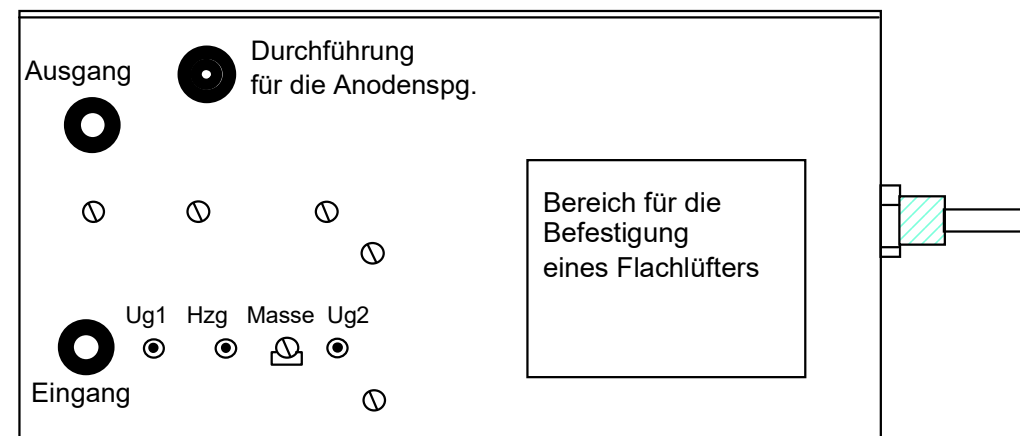 Durchführung
für die Anodenspg.
Ausgang
Bereich für die
Befestigung
eines Flachlüfters
Ug1 Hzg Masse Ug2
Eingang